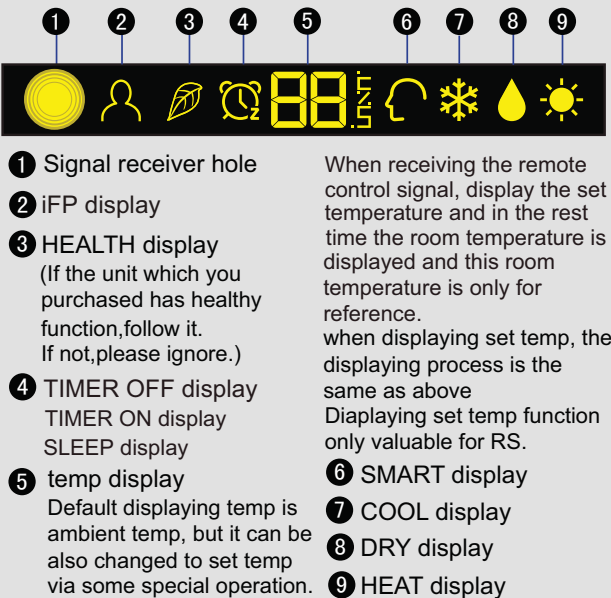 1 2 3 4 5 6 7 8 9
88
1 Signal receiver hole
2 iFP display
3 HEALTH display
(If the unit which you
purchased has healthy
function,follow it.
If not,please ignore.)
4 TIMER OFF display
TIMER ON display
SLEEP display
5 temp display
Default displaying temp is
ambient temp, but it can be
also changed to set temp
via some special operation.
When receiving the remote
control signal, display the set
temperature and in the rest
time the room temperature is
displayed and this room
temperature is only for
reference.
when displaying set temp, the
displaying process is the
same as above
Diaplaying set temp function
only valuable for RS.
6 SMART display
7 COOL display
8 DRY display
9 HEAT display